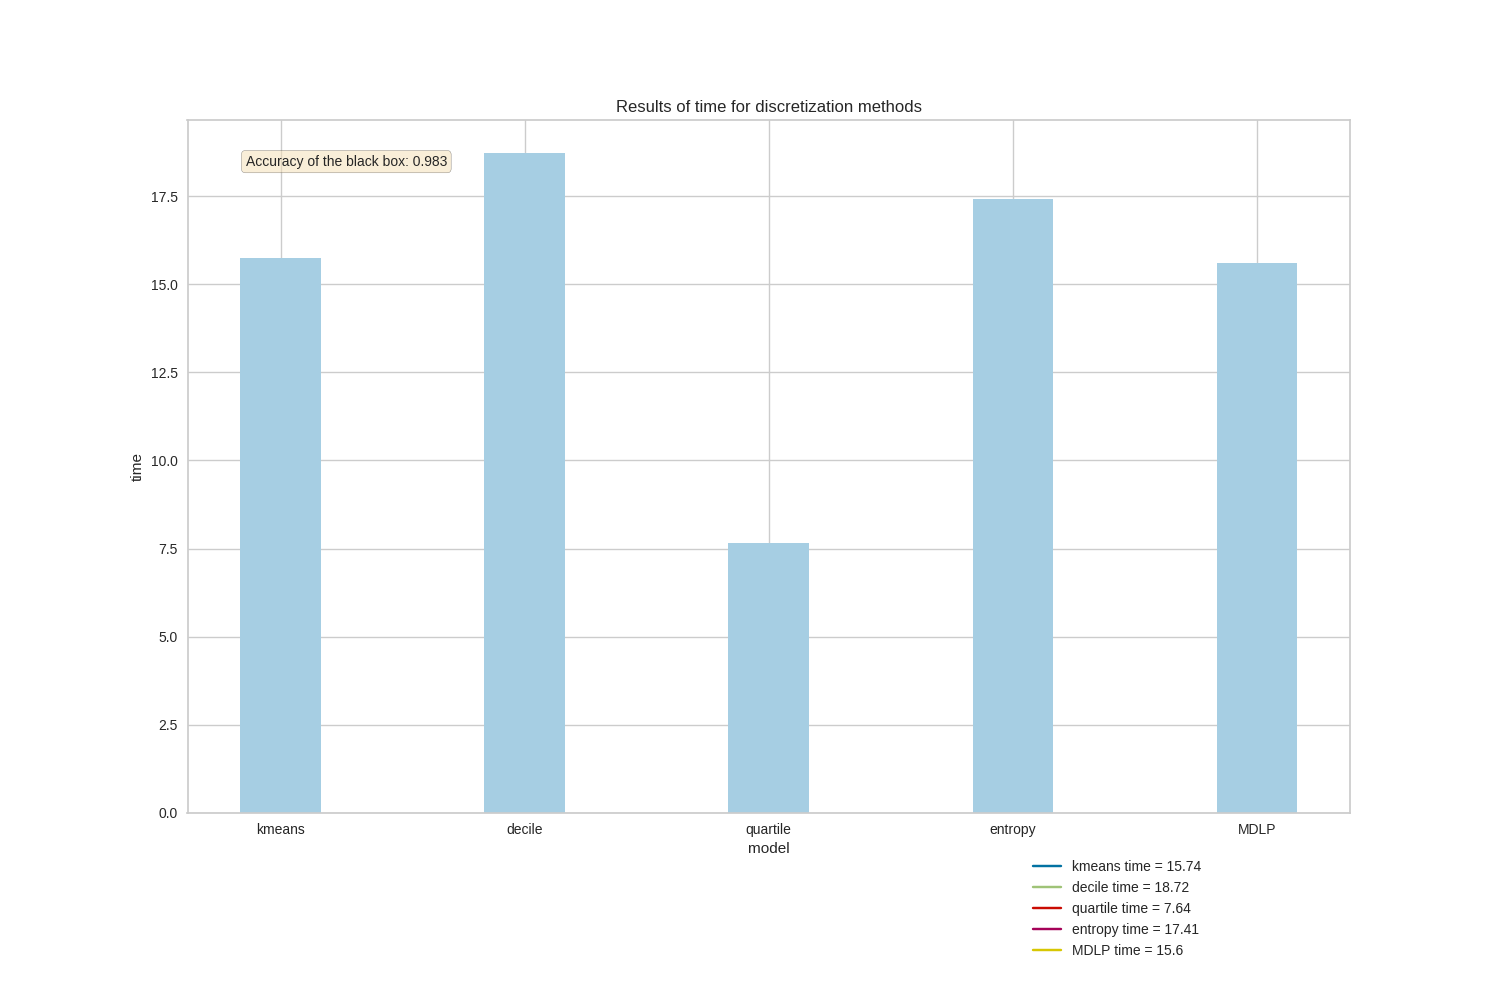 Results of time for discretization methods
Accuracy of the black box: 0.983
17.5
15.0
12.5
10.0
7.5
5.0
2.5
0.0
time
kmeans decile quartile entropy MDLP
model
kmeans time = 15.74
decile time = 18.72
quartile time = 7.64
entropy time = 17.41
MDLP time = 15.6